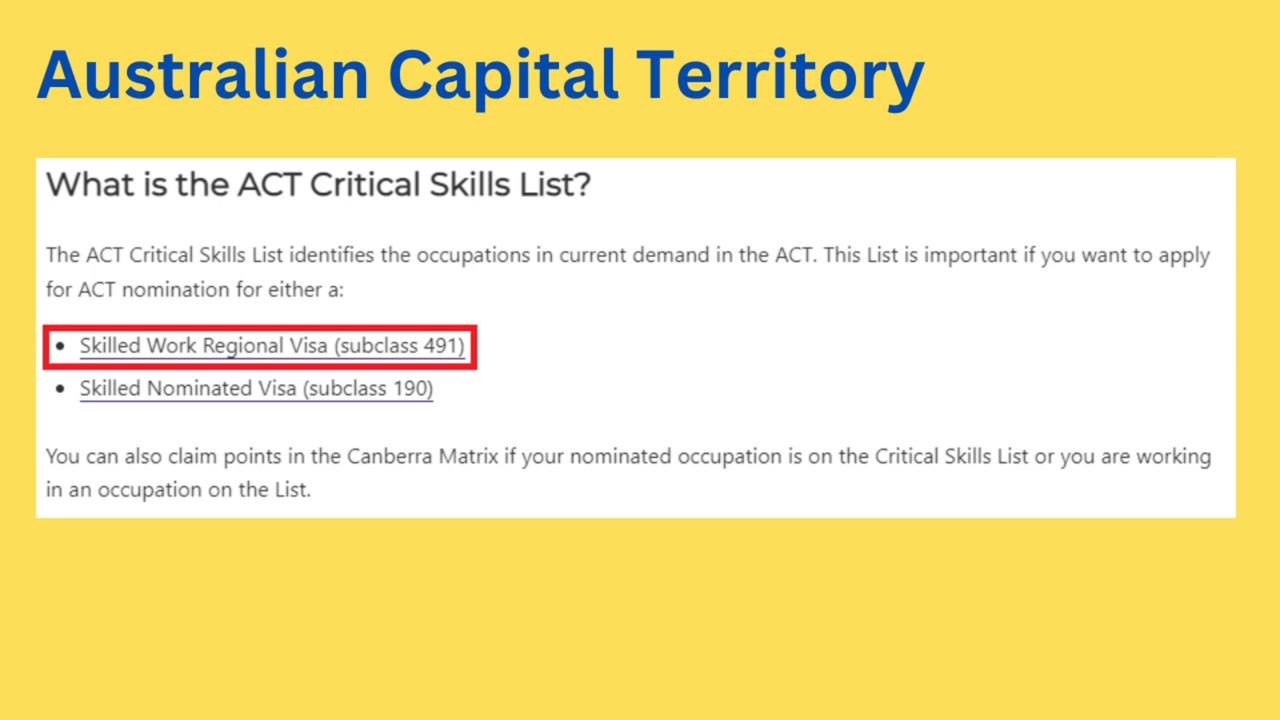 Australian Capital Territory
What is the ACT Critical Skills List?
The ACT Critical Skills List identifies the occupations in current demand in the ACT. This List is important if you want to apply
for ACT nomination for either a:
• Skilled Work Regional Visa (subclass 491)
• Skilled Nominated Visa (subclass 190)
You can also claim points in the Canberra Matrix if your nominated occupation is on the Critical Skills List or you are working
in an occupation on the List.